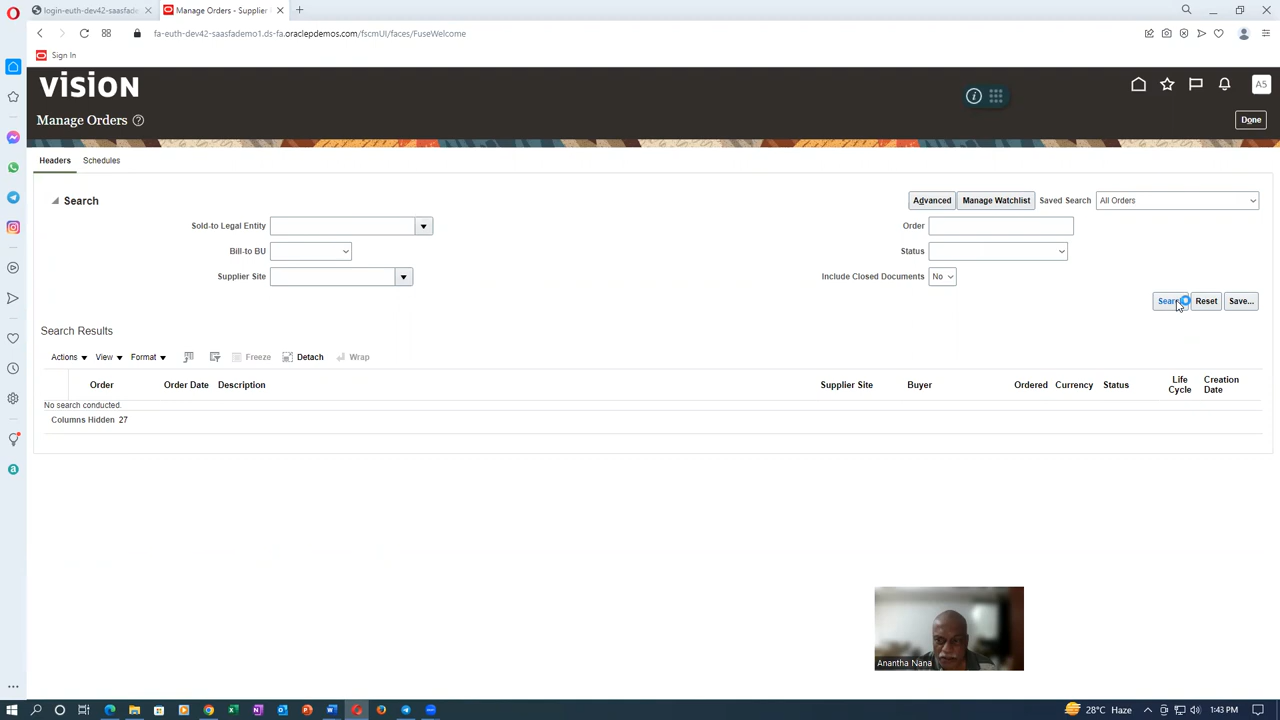 login-euth-dev42-saasfade
Manage Orders - Supplier
fa-euth-dev42-saasfademo1.ds-fa.oraclepdemos.com/fscmUI/faces/FuseWelcome
Sign In
VISION
A5
Manage Orders
Done
Headers
Schedules
Search
Advanced
Manage Watchlist
Saved Search
All Orders
Sold-to Legal Entity
Order
Bill-to BU
Status
Supplier Site
Include Closed Documents
No
Search
Reset
Save...
Search Results
Actions
View
Format
Freeze
Detach
Wrap
Order
Order Date
Description
Supplier Site
Buyer
Ordered
Currency
Status
Life Cycle
Creation Date
No search conducted.
Columns Hidden 27
Anantha Nana
28°C Haze
1:43 PM